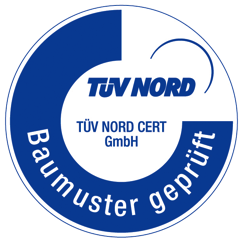 TÜV NORD
TÜV NORD CERT
GmbH
Baumuster geprüft